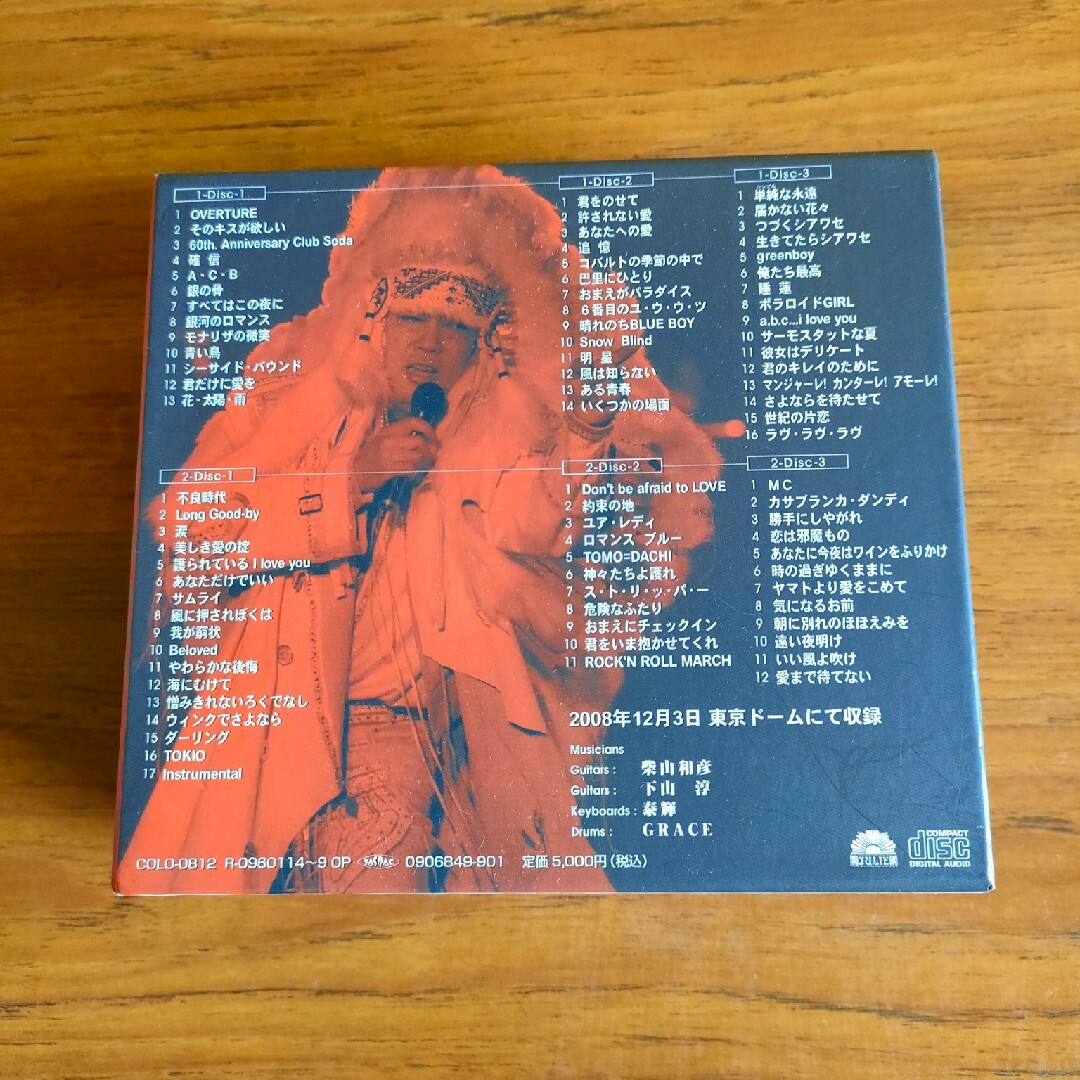 1-Disc-1
1 OVERTURE
2 そのキスが欲しい
3 60th. Anniversary Club Soda
4 確信
5 A・C・B
6 銀の骨
7 すべてはこの夜に
8 銀河のロマンス
9 モナリザの微笑
10 青い鳥
11 シーサイド・バウンド
12 君だけに愛を
13 花・太陽・雨
1-Disc-2
1 君をのせて
2 許されない愛
3 あなたへの愛
4 追憶
5 コバルトの季節の中で
6 巴里にひとり
7 おまえがパラダイス
8 6番目のユ・ウ・ウ・ツ
9 晴れのちBLUE BOY
10 Snow Blind
11 明星
12 風は知らない
13 ある青春
14 いくつかの場面
1-Disc-3
シンプル
1 単純な永遠
2 届かない花々
3 つづくシアワセ
4 生きてたらシアワセ
5 greenboy
6 俺たち最高
7 睡蓮
8 ポラロイドGIRL
9 a.b.c...i love you
10 サーモスタットな夏
11 彼女はデリケート
12 君のキレイのために
13 マンジャーレ! カンターレ! アモーレ!
14 さよならを待たせて
15 世紀の片恋
16 ラヴ・ラヴ・ラヴ
2-Disc-1
1 不良時代
2 Long Good-by
3 涙
4 美しき愛の掟
5 護られている I love you
6 あなただけでいい
7 サムライ
8 風に押されぼくは
9 我が窮状
10 Beloved
11 やわらかな後悔
12 海にむけて
13 憎みきれないろくでなし
14 ウィンクでさよなら
15 ダーリング
16 TOKIO
17 Instrumental
2-Disc-2
1 Don't be afraid to LOVE
2 約束の地
3 ユア・レディ
4 ロマンス ブルー
5 TOMO=DACHI
6 神々たちよ護れ
7 ス・ト・リ・ッ・パ・ー
8 危険なふたり
9 おまえにチェックイン
10 君をいま抱かせてくれ
11 ROCK'N ROLL MARCH
2-Disc-3
1 MC
2 カサブランカ・ダンディ
3 勝手にしやがれ
4 恋は邪魔もの
5 あなたに今夜はワインをふりかけ
6 時の過ぎゆくままに
7 ヤマトより愛をこめて
8 気になるお前
9 朝に別れのほほえみを
10 遠い夜明け
11 いい風よ吹け
12 愛まで待てない
2008年12月3日 東京ドームにて収録
Musicians
Guitars: 柴山和彦
Guitars: 下山 淳
Keyboards: 泰輝
Drums: GRACE
COLO-0812 R-0980114~9 OP 0906849-901 定価 5,000円(税込)
COMPACT
disc
DIGITAL AUDIO